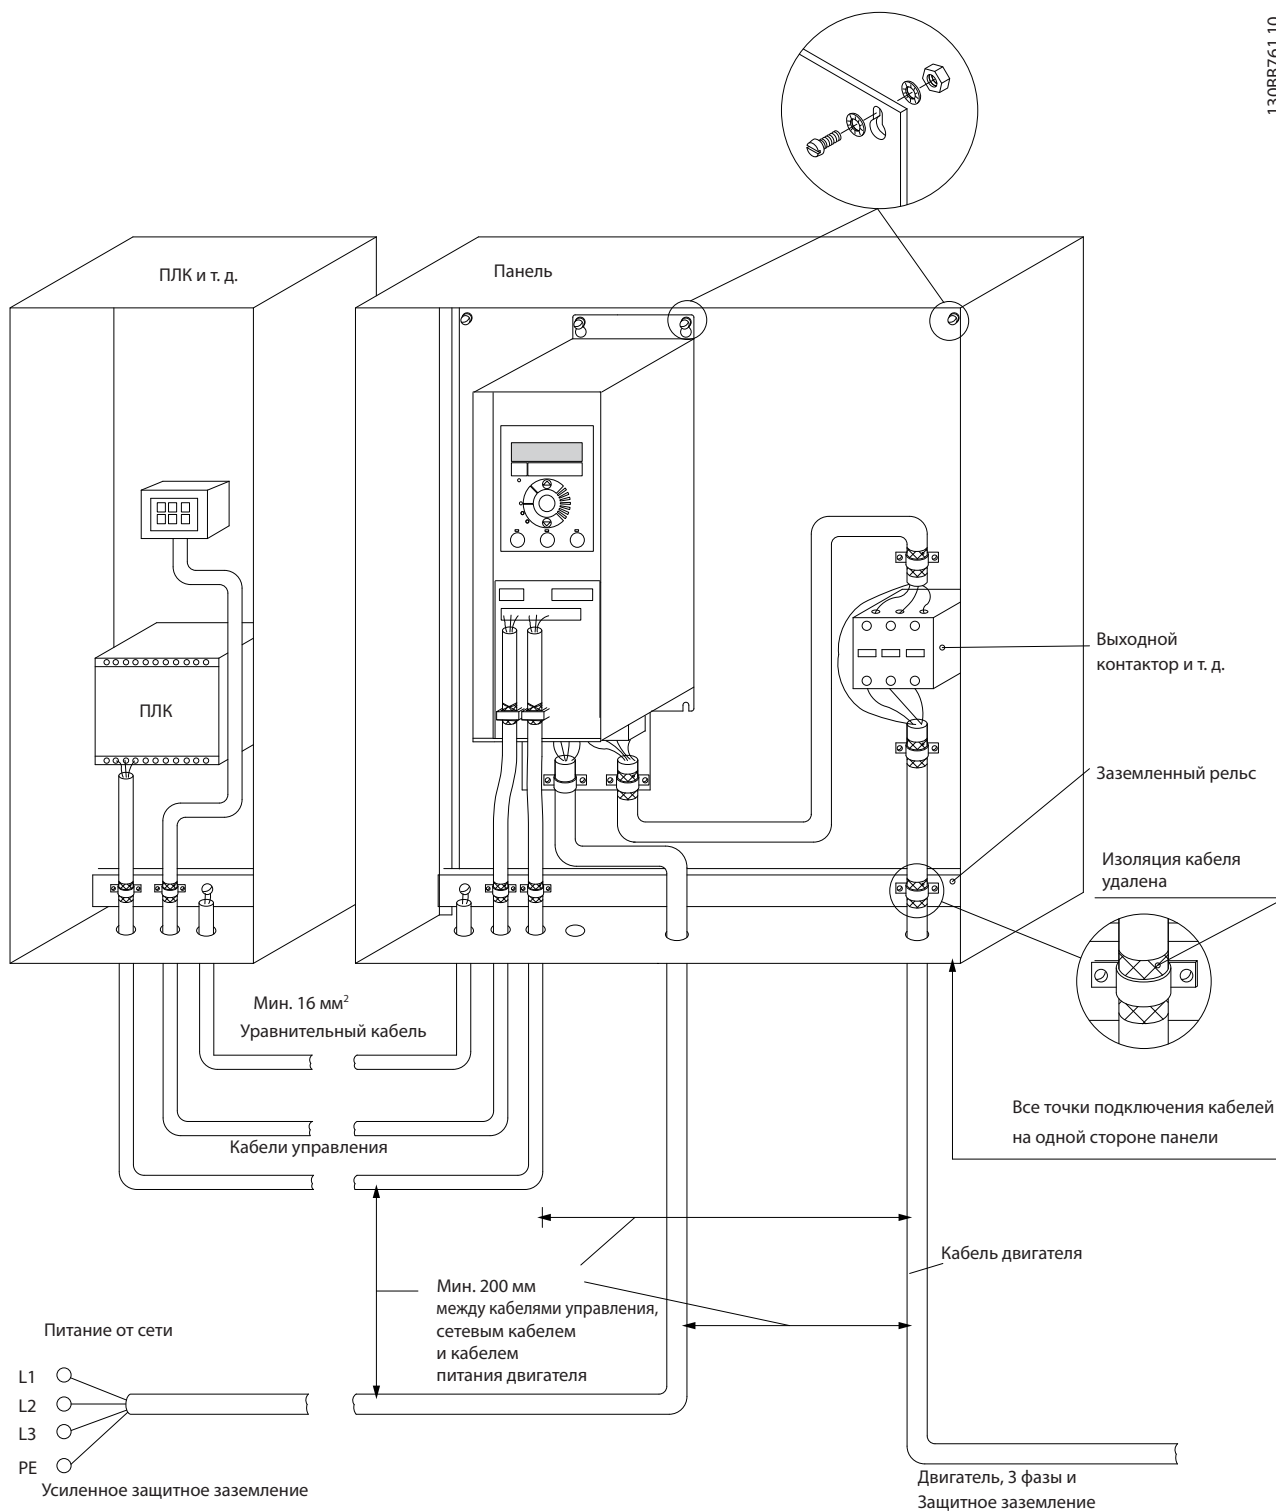 130BB761.10
ПЛК и т. д.
Панель
ПЛК
Выходной
контактор и т. д.
Заземленный рельс
Изоляция кабеля
удалена
Мин. 16 мм²
Уравнительный кабель
Все точки подключения кабелей
на одной стороне панели
Кабели управления
Кабель двигателя
Мин. 200 мм
между кабелями управления,
сетевым кабелем
и кабелем
питания двигателя
Питание от сети
L1
L2
L3
PE
Усиленное защитное заземление
Двигатель, 3 фазы и
Защитное заземление